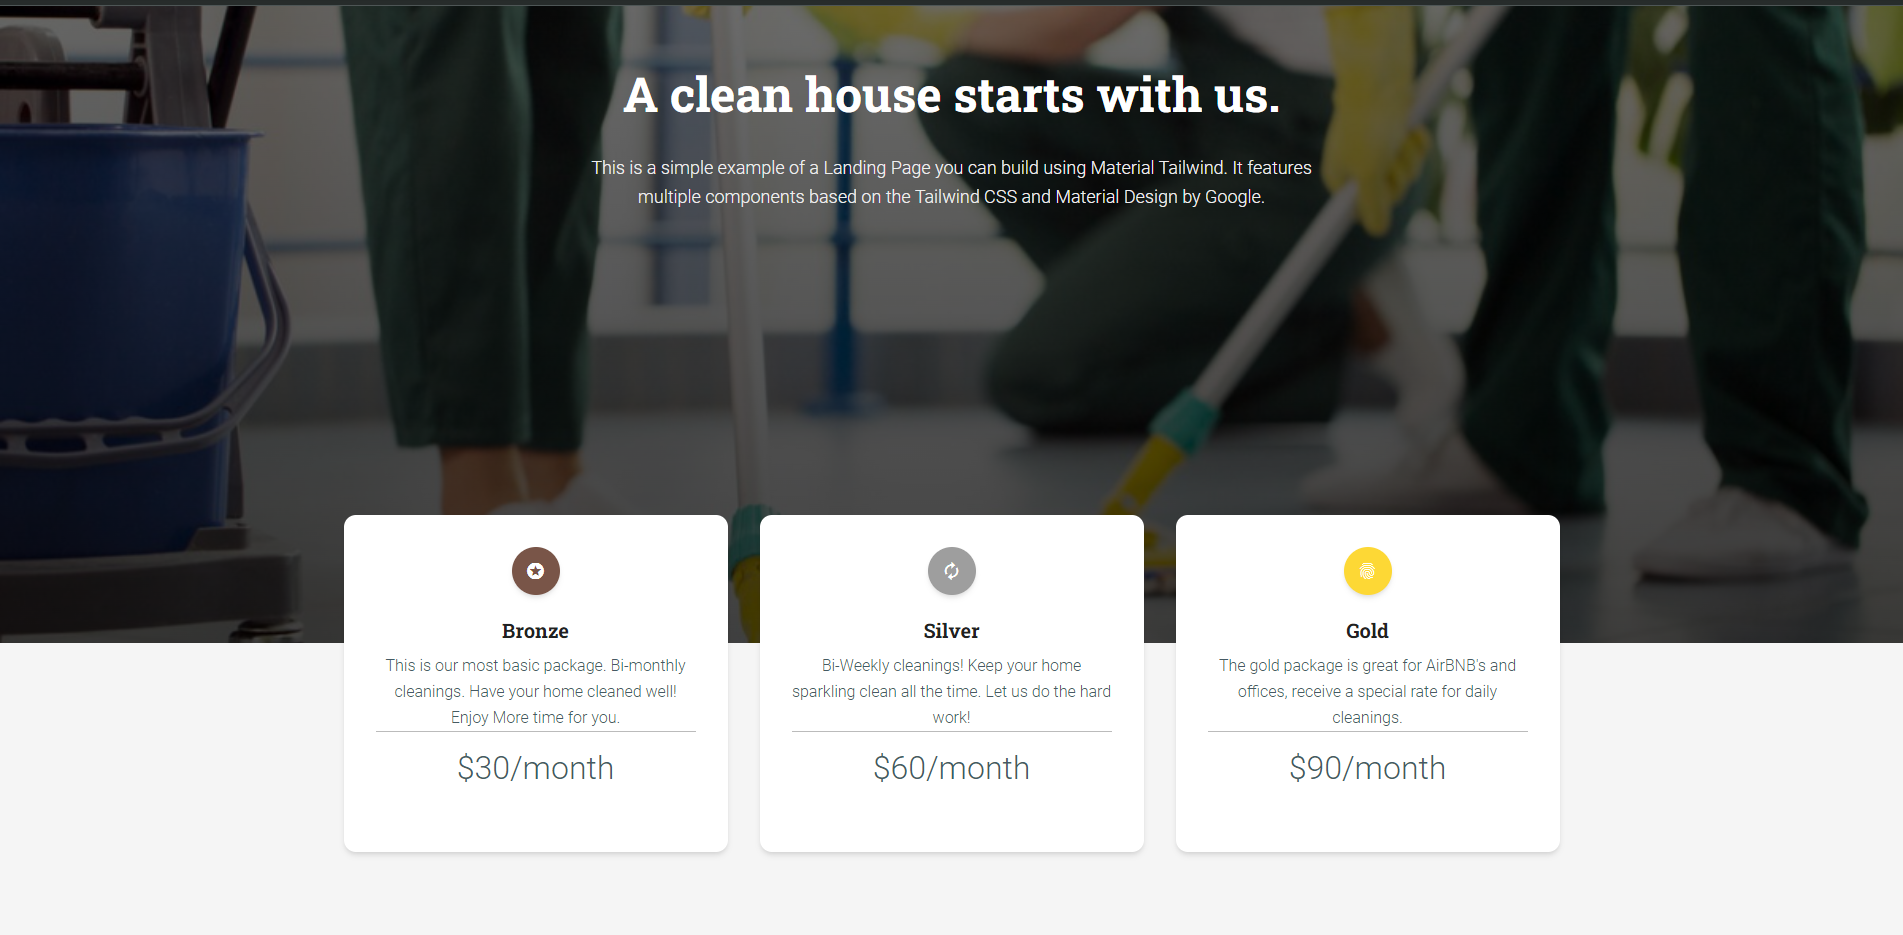 A clean house starts with us.
This is a simple example of a Landing Page you can build using Material Tailwind. It features
multiple components based on the Tailwind CSS and Material Design by Google.
Bronze
This is our most basic package. Bi-monthly
cleanings. Have your home cleaned well!
Enjoy More time for you.
$30/month
Silver
Bi-Weekly cleanings! Keep your home
sparkling clean all the time. Let us do the hard
work!
$60/month
Gold
The gold package is great for AirBNB's and
offices, receive a special rate for daily
cleanings.
$90/month